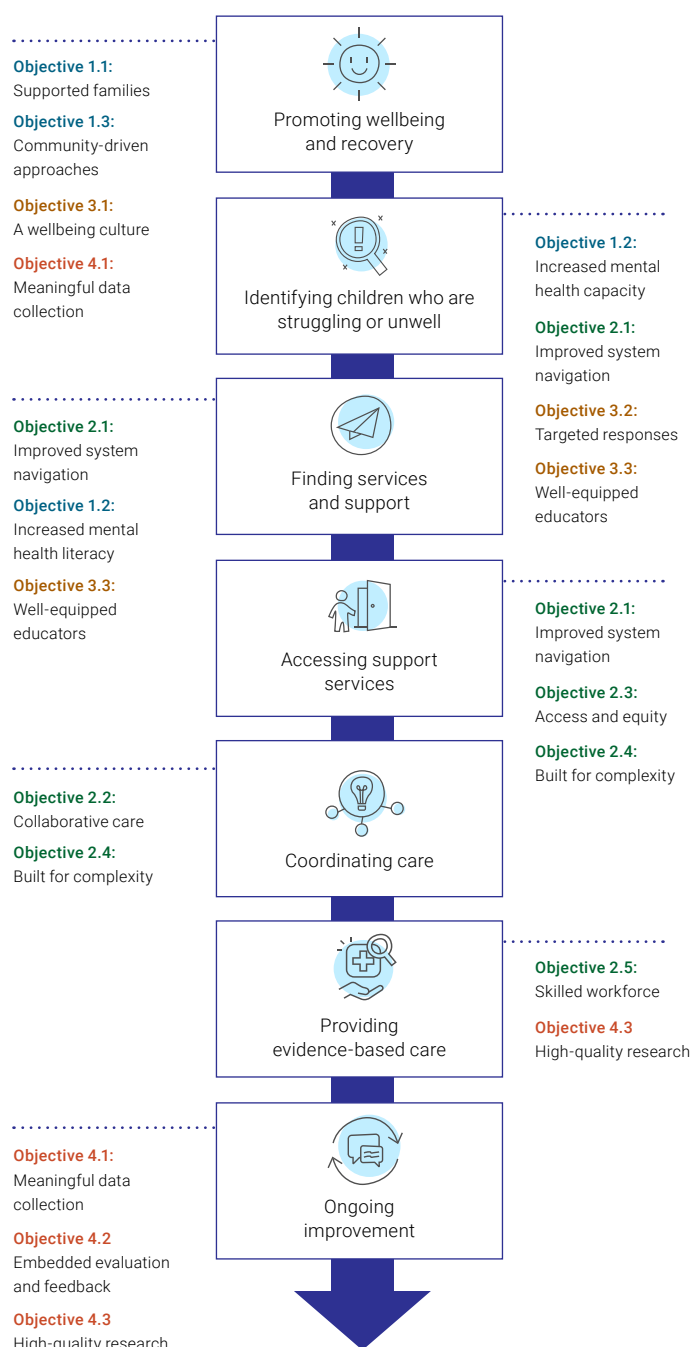 Promoting wellbeing
and recovery
Objective 1.1:
Supported families
Objective 1.3:
Community-driven
approaches
Objective 3.1:
A wellbeing culture
Objective 4.1:
Meaningful data
collection
Identifying children who are
struggling or unwell
Objective 1.2:
Increased mental
health capacity
Objective 2.1:
Improved system
navigation
Objective 3.2:
Targeted responses
Objective 3.3:
Well-equipped
educators
Finding services
and support
Objective 2.1:
Improved system
navigation
Objective 1.2:
Increased mental
health literacy
Objective 3.3:
Well-equipped
educators
Accessing support
services
Objective 2.1:
Improved system
navigation
Objective 2.3:
Access and equity
Objective 2.4:
Built for complexity
Coordinating care
Objective 2.2:
Collaborative care
Objective 2.4:
Built for complexity
Providing
evidence-based care
Objective 2.5:
Skilled workforce
Objective 4.3
High-quality research
Ongoing
improvement
Objective 4.1:
Meaningful data
collection
Objective 4.2
Embedded evaluation
and feedback
Objective 4.3
High-quality research